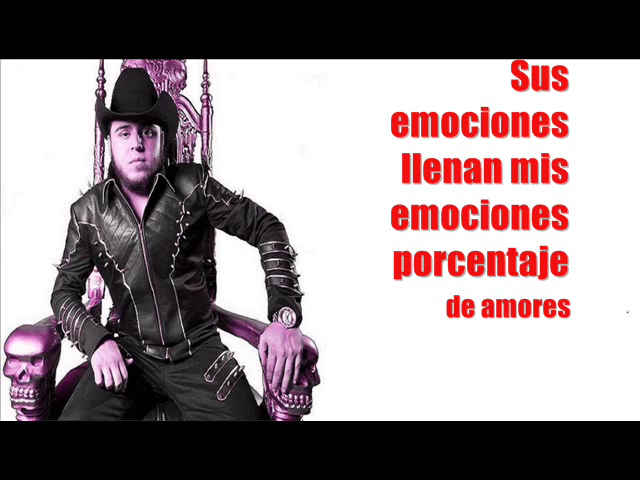 Sus
emociones
llenan mis
emociones
porcentaje
de amores